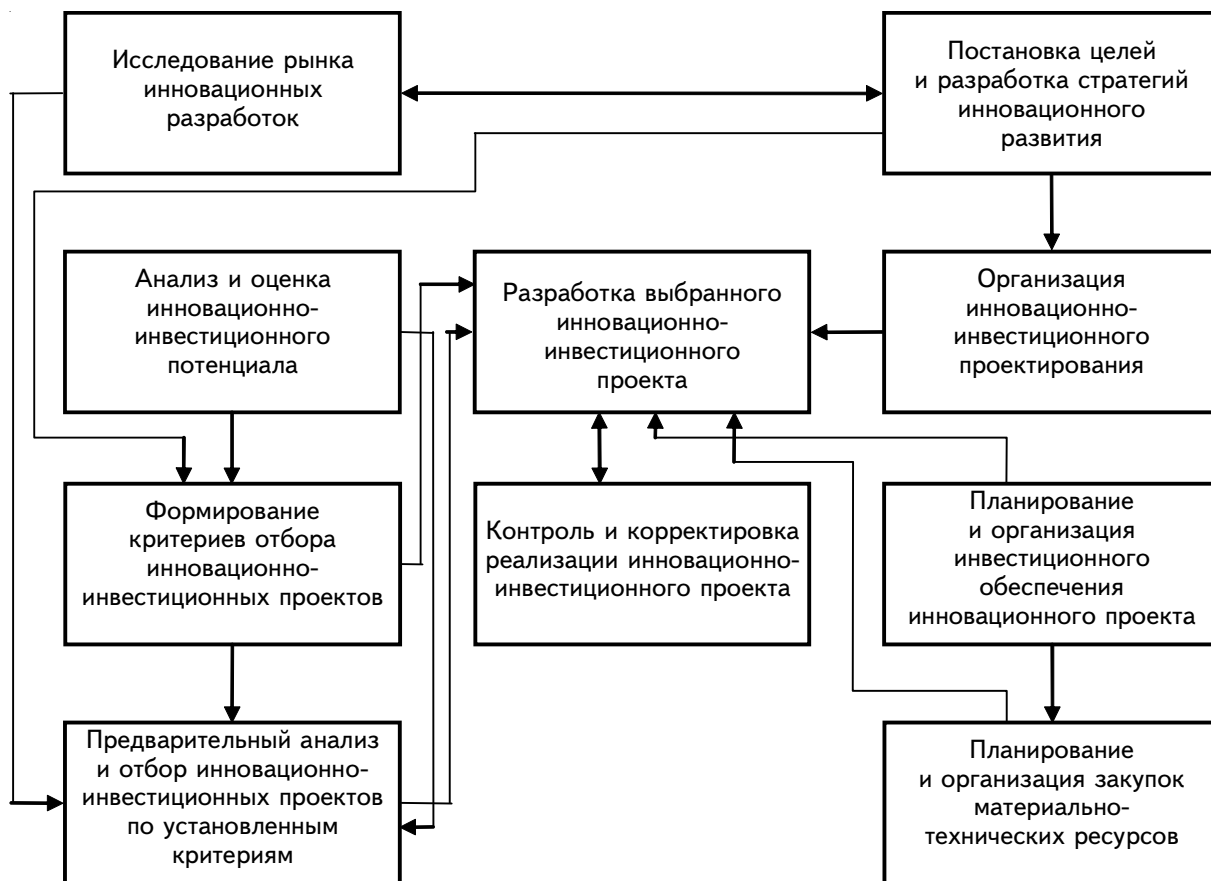 Исследование рынка
инновационных
разработок
Постановка целей
и разработка стратегий
инновационного
развития
Анализ и оценка
инновационно-
инвестиционного
потенциала
Разработка выбранного
инновационно-
инвестиционного
проекта
Организация
инновационно-
инвестиционного
проектирования
Формирование
критериев отбора
инновационно-
инвестиционных проектов
Контроль и корректировка
реализации инновационно-
инвестиционного проекта
Планирование
и организация
инвестиционного
обеспечения
инновационного проекта
Предварительный анализ
и отбор инновационно-
инвестиционных проектов
по установленным
критериям
Планирование
и организация закупок
материально-
технических ресурсов